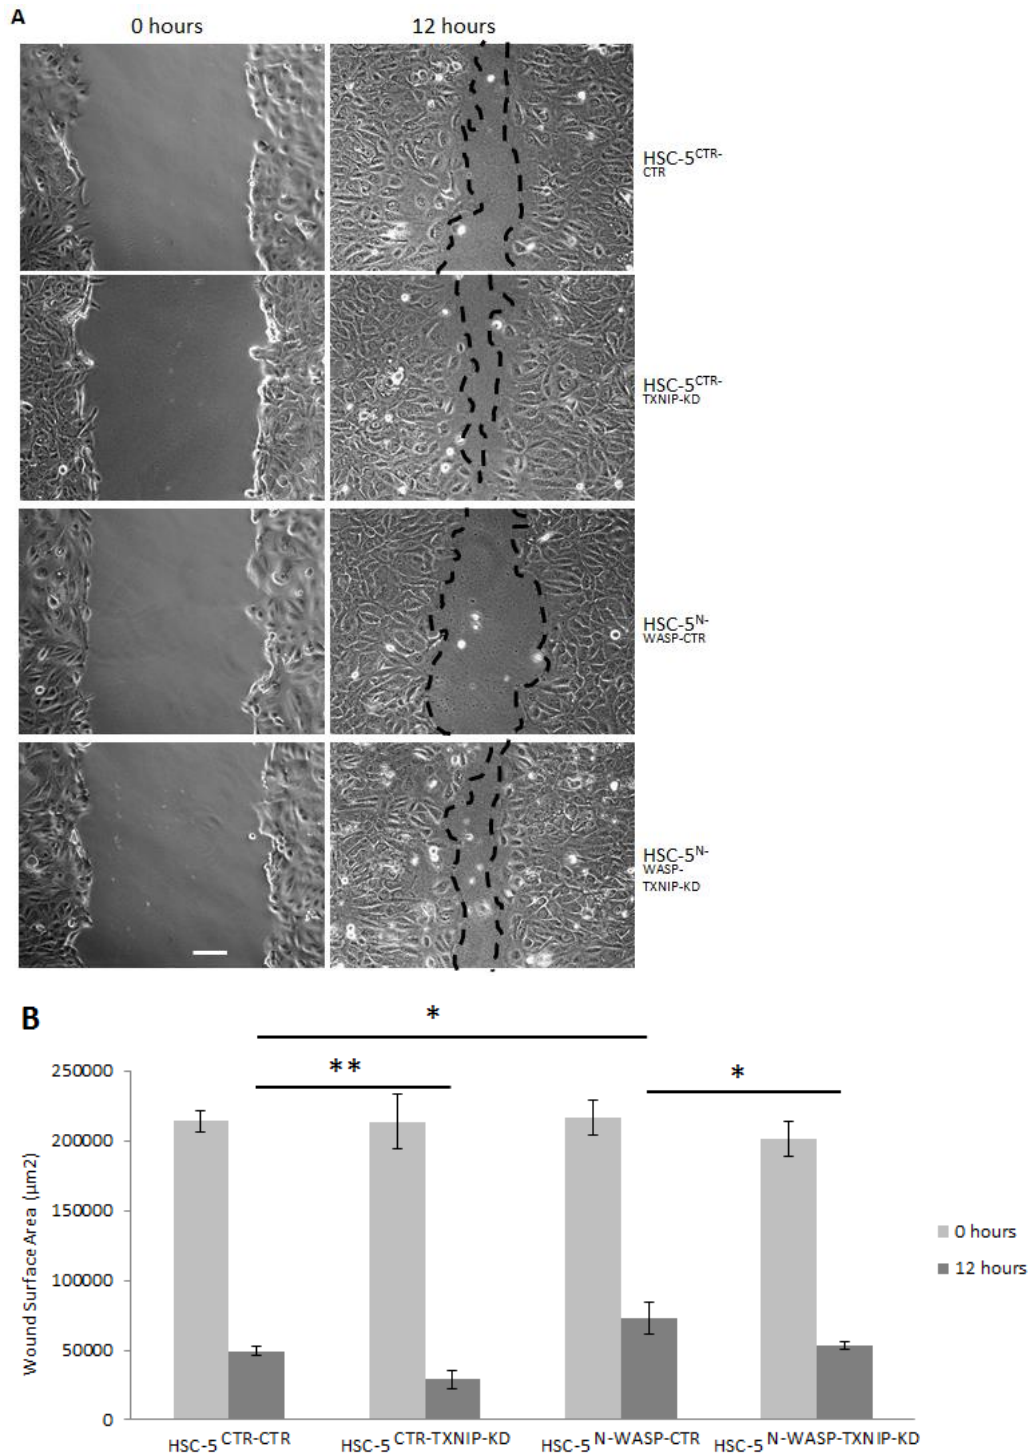 A
0 hours 12 hours
HSC-5CTR-
CTR
HSC-5CTR-
TXNIP-KD
HSC-5N-
WASP-CTR
HSC-5N-
WASP-
TXNIP-KD
B
*
** *
250000
200000
150000
100000
50000
0
Wound Surface Area (µm2)
0 hours
12 hours
HSC-5 CTR-CTR HSC-5 CTR-TXNIP-KD HSC-5 N-WASP-CTR HSC-5 N-WASP-TXNIP-KD